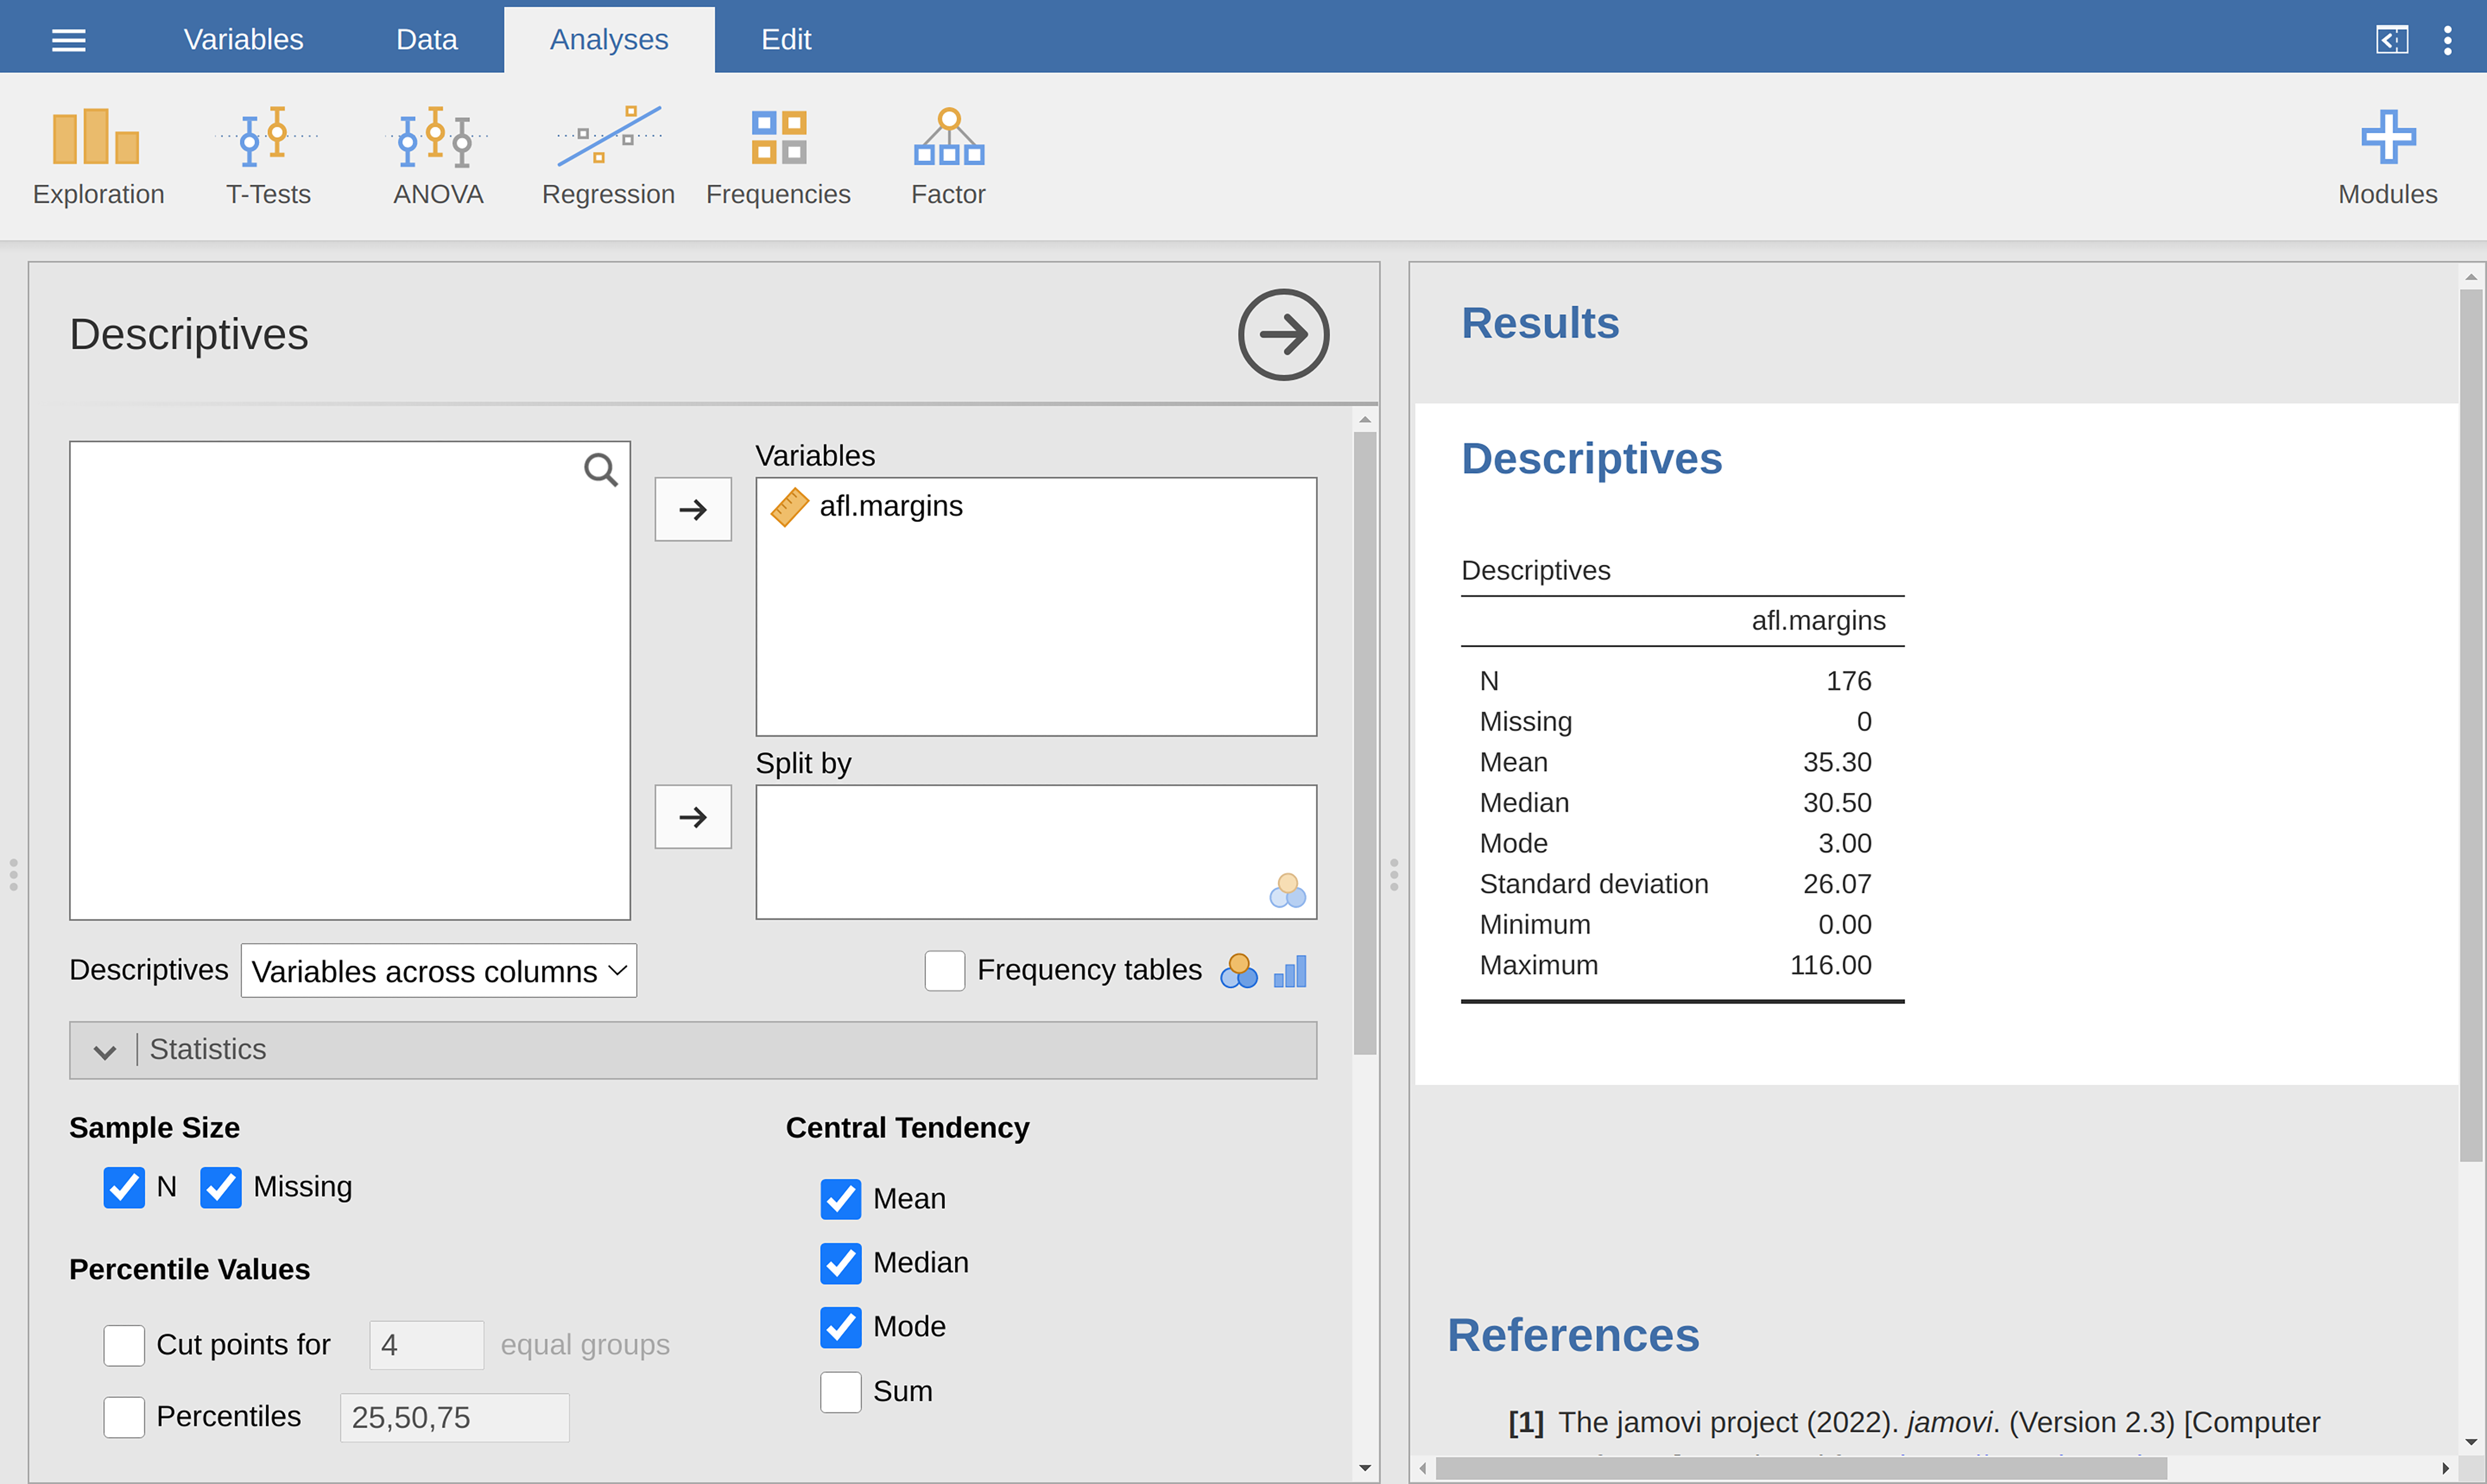 Variables Data Analyses Edit
Exploration T-Tests ANOVA Regression Frequencies Factor Modules
Descriptives
Variables
afl.margins
Split by
Descriptives Variables across columns Frequency tables
Statistics
Sample Size
N Missing
Percentile Values
Cut points for 4 equal groups
Percentiles 25,50,75
Central Tendency
Mean
Median
Mode
Sum
Results
Descriptives
Descriptives
afl.margins
N 176
Missing 0
Mean 35.30
Median 30.50
Mode 3.00
Standard deviation 26.07
Minimum 0.00
Maximum 116.00
References
[1] The jamovi project (2022). jamovi. (Version 2.3) [Computer